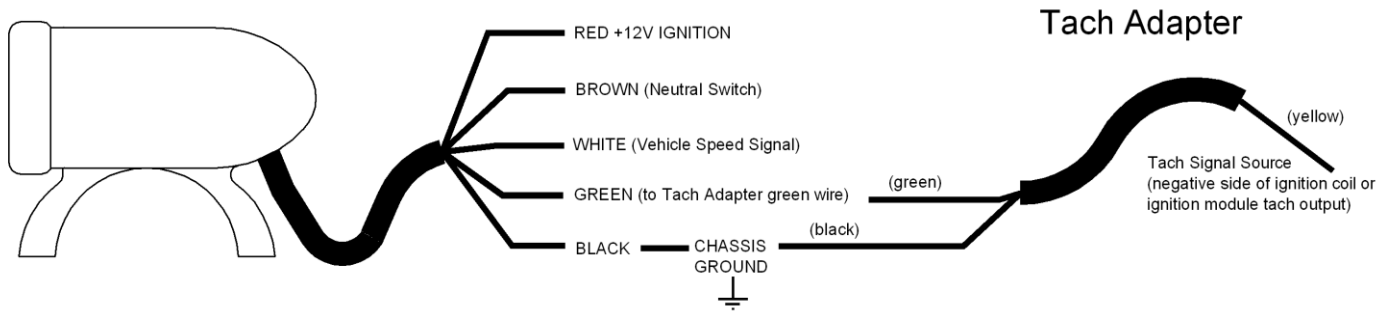 Tach Adapter
RED +12V IGNITION
BROWN (Neutral Switch)
WHITE (Vehicle Speed Signal)
GREEN (to Tach Adapter green wire)
(green)
BLACK
CHASSIS
GROUND
(black)
(yellow)
Tach Signal Source
(negative side of ignition coil or
ignition module tach output)